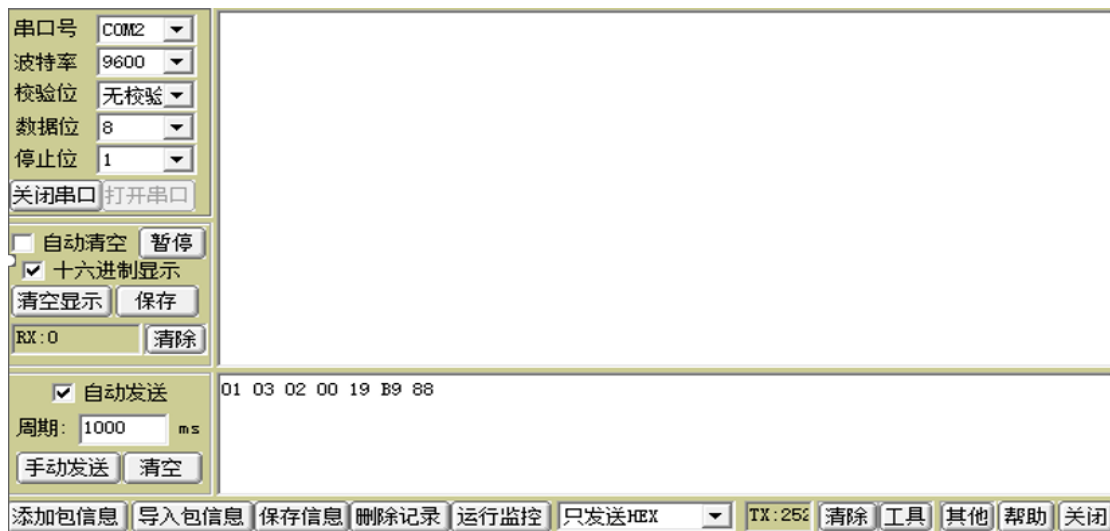 串口号 COM2
波特率 9600
校验位 无校验
数据位 8
停止位 1
关闭串口 打开串口
自动清空 暂停
十六进制显示
清空显示 保存
RX:0 清除
自动发送
周期: 1000 ms
手动发送 清空
01 03 02 00 19 B9 88
添加包信息 导入包信息 保存信息 删除记录 运行监控 只发送HEX TX:252 清除 工具 其他 帮助 关闭